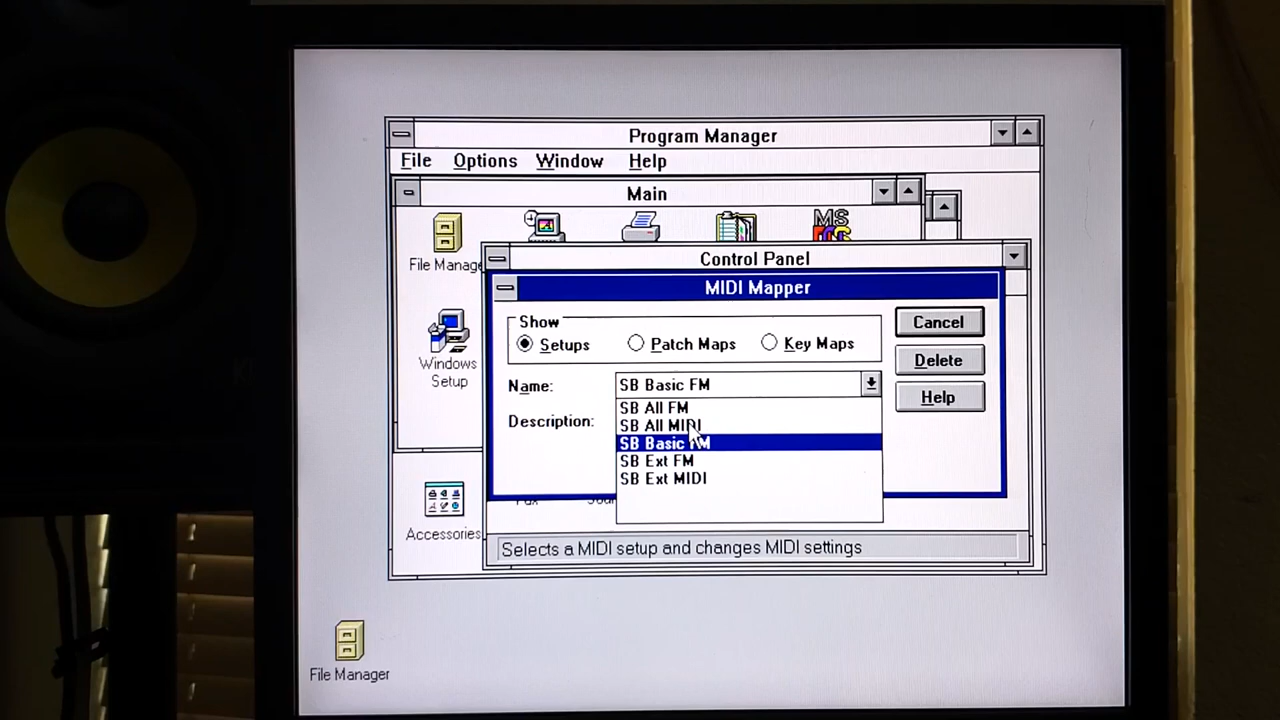 Program Manager
File Options Window Help
Main
MS
File Manage
Control Panel
MIDI Mapper
Show
Setups Patch Maps Key Maps
Cancel
Delete
Help
Name: SB Basic FM
Description:
SB All FM
SB All MIDI
SB Basic FM
SB Ext FM
SB Ext MIDI
Windows
Setup
Accessories
Selects a MIDI setup and changes MIDI settings
File Manager